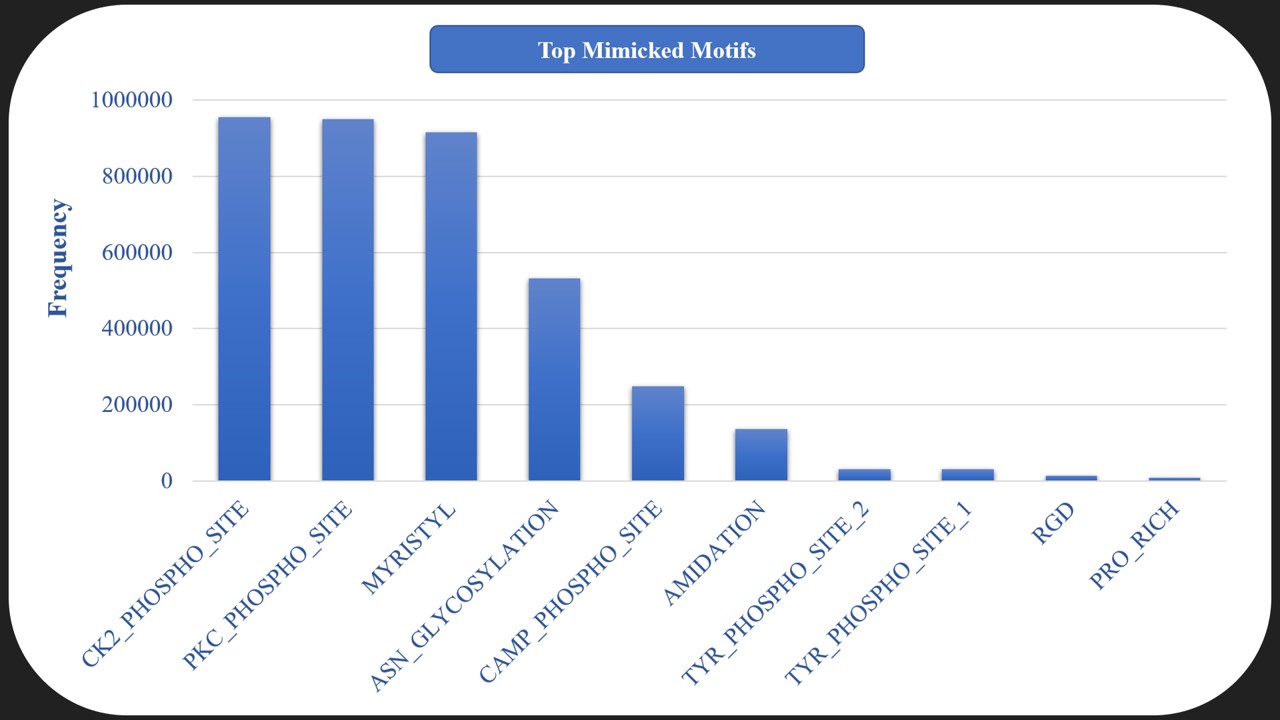 Top Mimicked Motifs
1000000
800000
600000
400000
200000
0
Frequency
CK2_PHOSPHO_SITE
PKC_PHOSPHO_SITE
MYRISTYL
ASN_GLYCOSYLATION
CAMP_PHOSPHO_SITE
AMIDATION
TYR_PHOSPHO_SITE_2
TYR_PHOSPHO_SITE_1
RGD
PRO_RICH